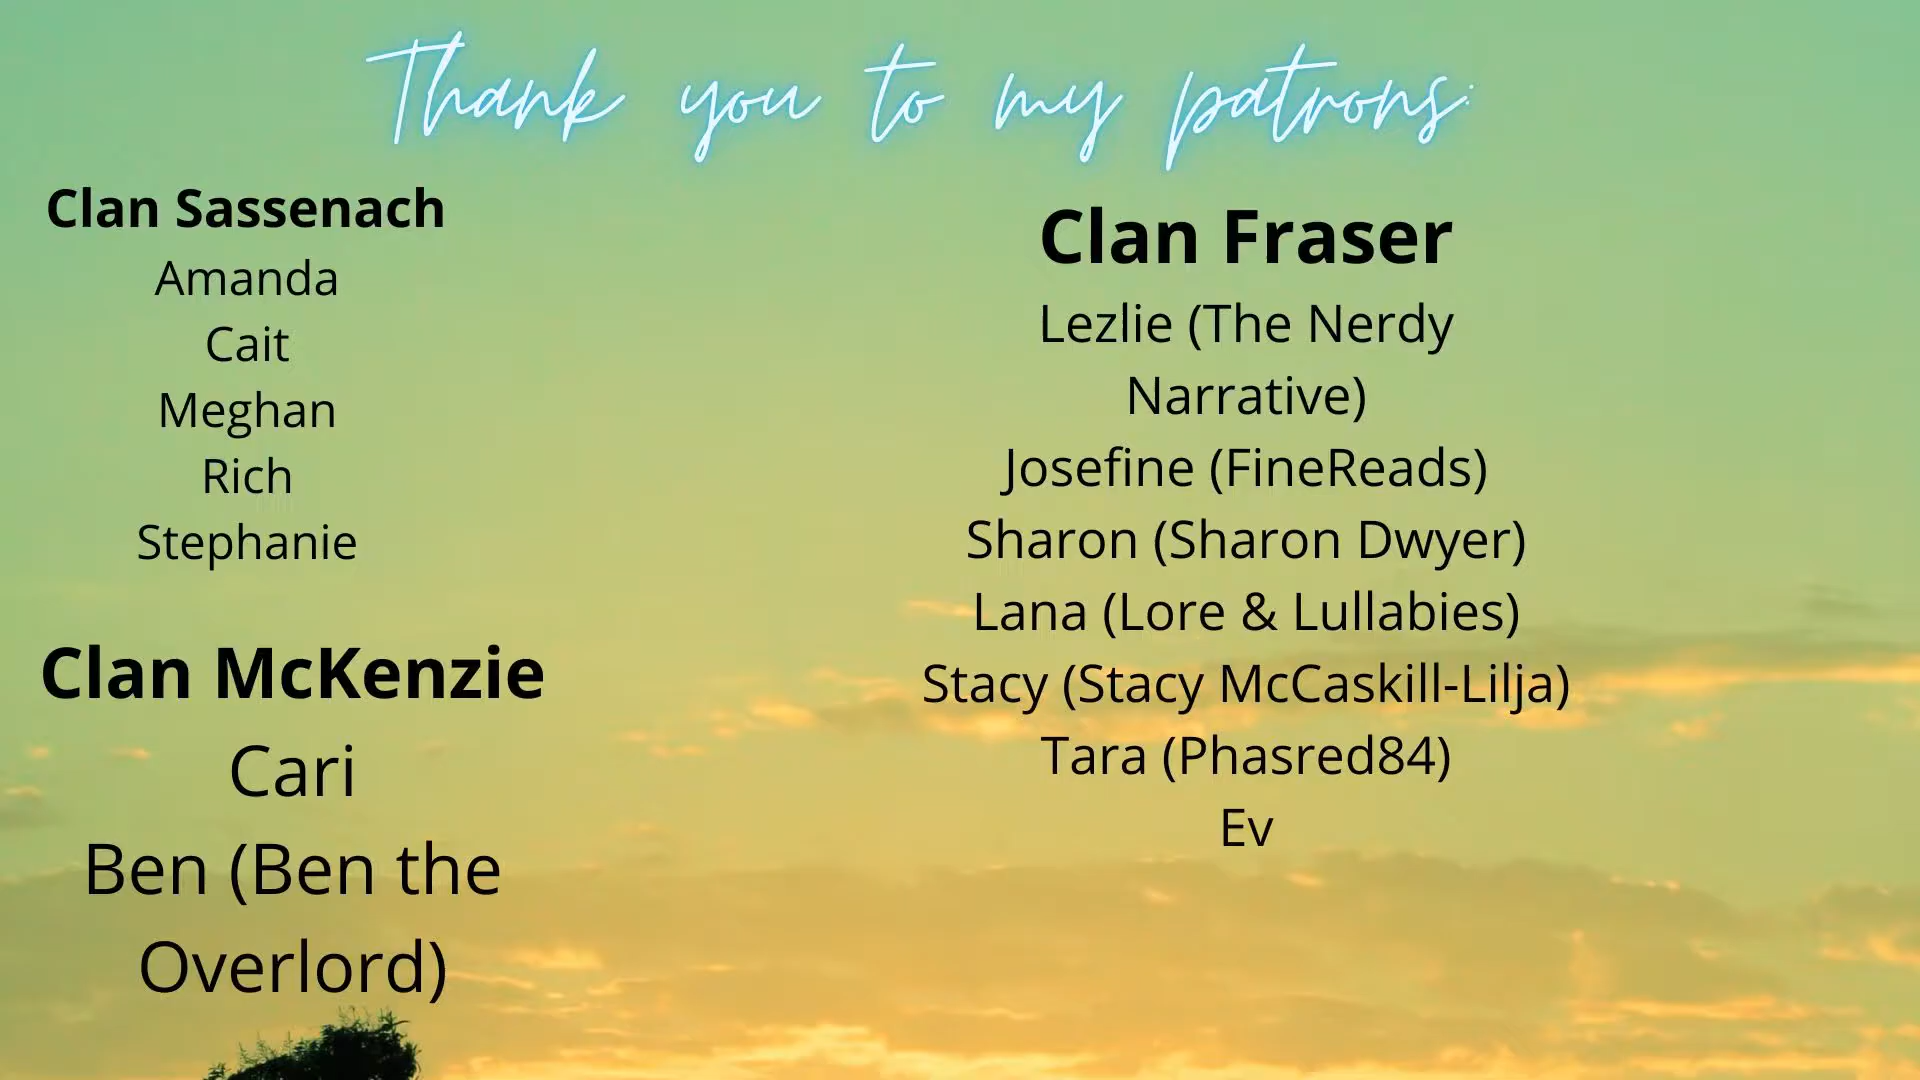 Thank you to my patrons:
Clan Sassenach
Amanda
Cait
Meghan
Rich
Stephanie
Clan McKenzie
Cari
Ben (Ben the
Overlord)
Clan Fraser
Lezlie (The Nerdy
Narrative)
Josefine (FineReads)
Sharon (Sharon Dwyer)
Lana (Lore & Lullabies)
Stacy (Stacy McCaskill-Lilja)
Tara (Phasred84)
Ev